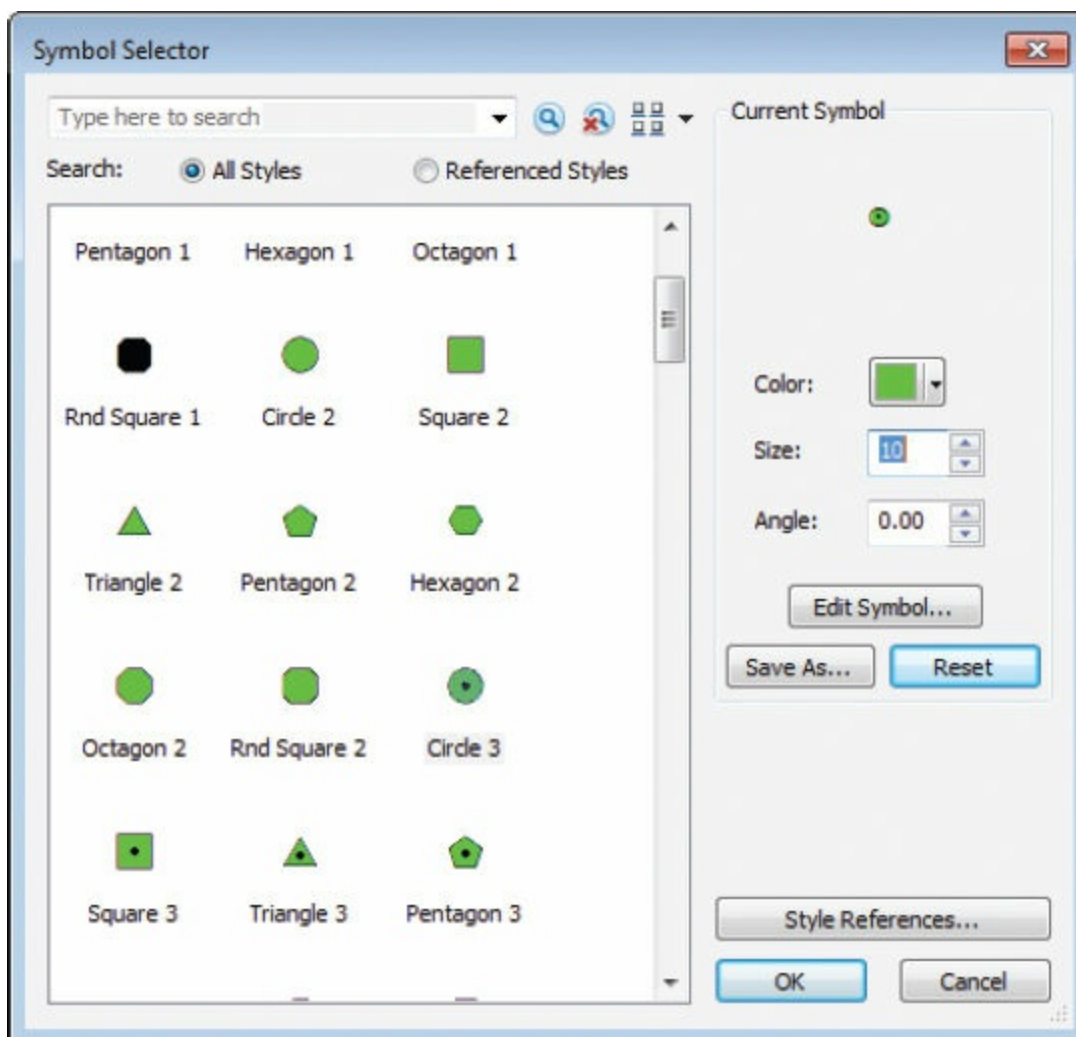 Symbol Selector
Type here to search
Search: All Styles Referenced Styles
Pentagon 1 Hexagon 1 Octagon 1
Rnd Square 1 Circle 2 Square 2
Triangle 2 Pentagon 2 Hexagon 2
Octagon 2 Rnd Square 2 Circle 3
Square 3 Triangle 3 Pentagon 3
Current Symbol
Color:
Size: 10
Angle: 0.00
Edit Symbol...
Save As... Reset
Style References...
OK Cancel